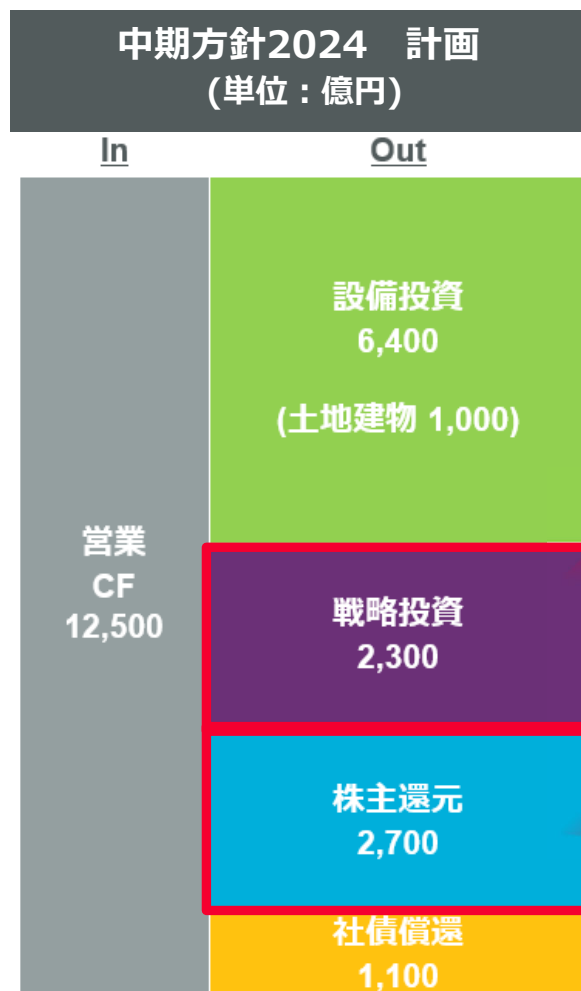 中期方針2024　計画
(単位：億円)
In
Out
設備投資
6,400
(土地建物 1,000)
営業
CF
12,500
戦略投資
2,300
株主還元
2,700
社債償還
1,100